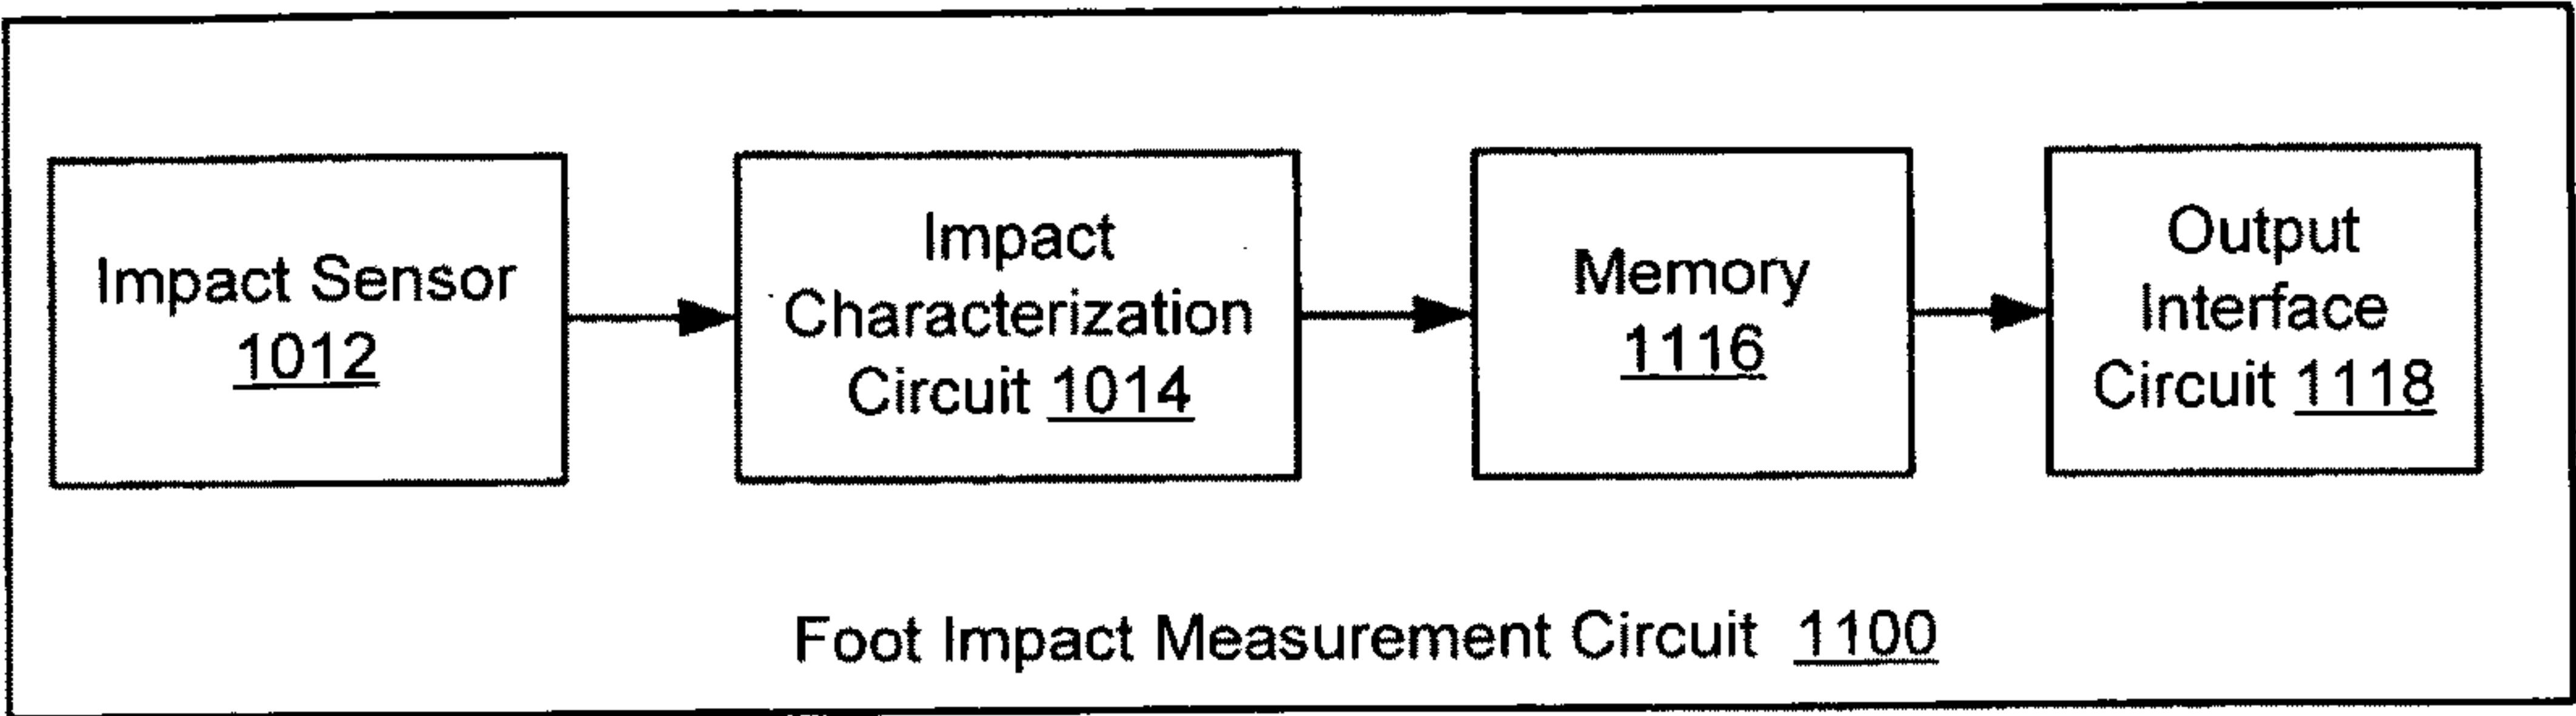 Impact Sensor
1012
Impact
Characterization
Circuit 1014
Memory
1116
Output
Interface
Circuit 1118
Foot Impact Measurement Circuit 1100